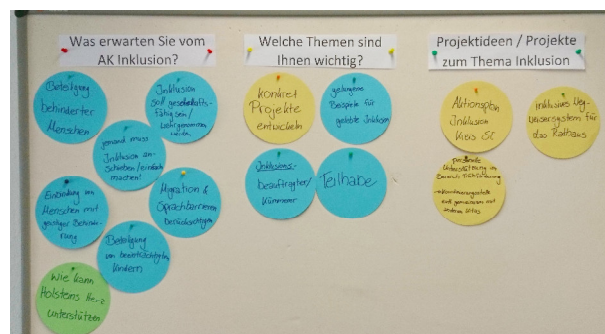 Was erwarten Sie vom
AK Inklusion?
Beteiligung
behinderter
Menschen
Inklusion
soll gesellschafts-
fähig sein /
wahrgenommen
werden
jemand muss
Inklusion an-
schieben / einfach
machen!
Einbindung von
Menschen mit
geistiger Behinde-
rung
Migration &
Sprachbarrieren
berücksichtigen
Beteiligung
von beeinträchtigten
Kindern
Wie kann
Holsteins Herz
unterstützen
Welche Themen sind
Ihnen wichtig?
konkret
Projekte
entwickeln
gelungene
Beispiele für
gelebte Inklusion
Inklusions-
beauftragter/
Kümmerer
Teilhabe
Projektideen / Projekte
zum Thema Inklusion
Aktionsplan
Inklusion
Kreis SE
inklusives Weg-
weisersystem für
das Rathaus
Unterstützung im
Bereich